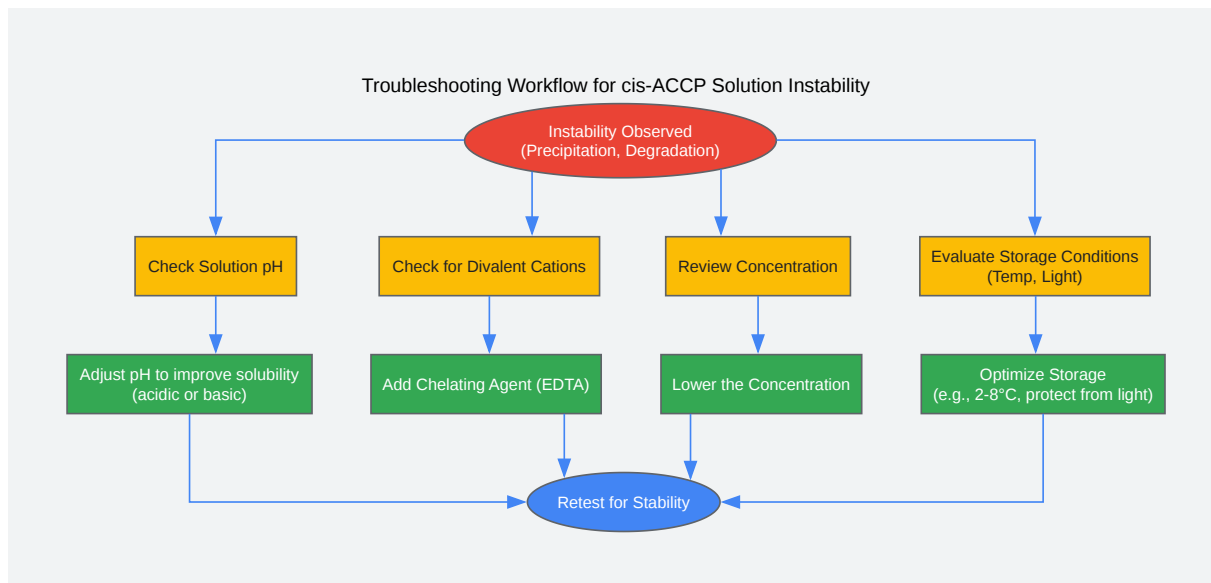 Troubleshooting Workflow for cis-ACCP Solution Instability
Instability Observed
(Precipitation, Degradation)
Check Solution pH
Check for Divalent Cations
Review Concentration
Evaluate Storage Conditions
(Temp, Light)
Adjust pH to improve solubility
(acidic or basic)
Add Chelating Agent (EDTA)
Lower the Concentration
Optimize Storage
(e.g., 2-8°C, protect from light)
Retest for Stability